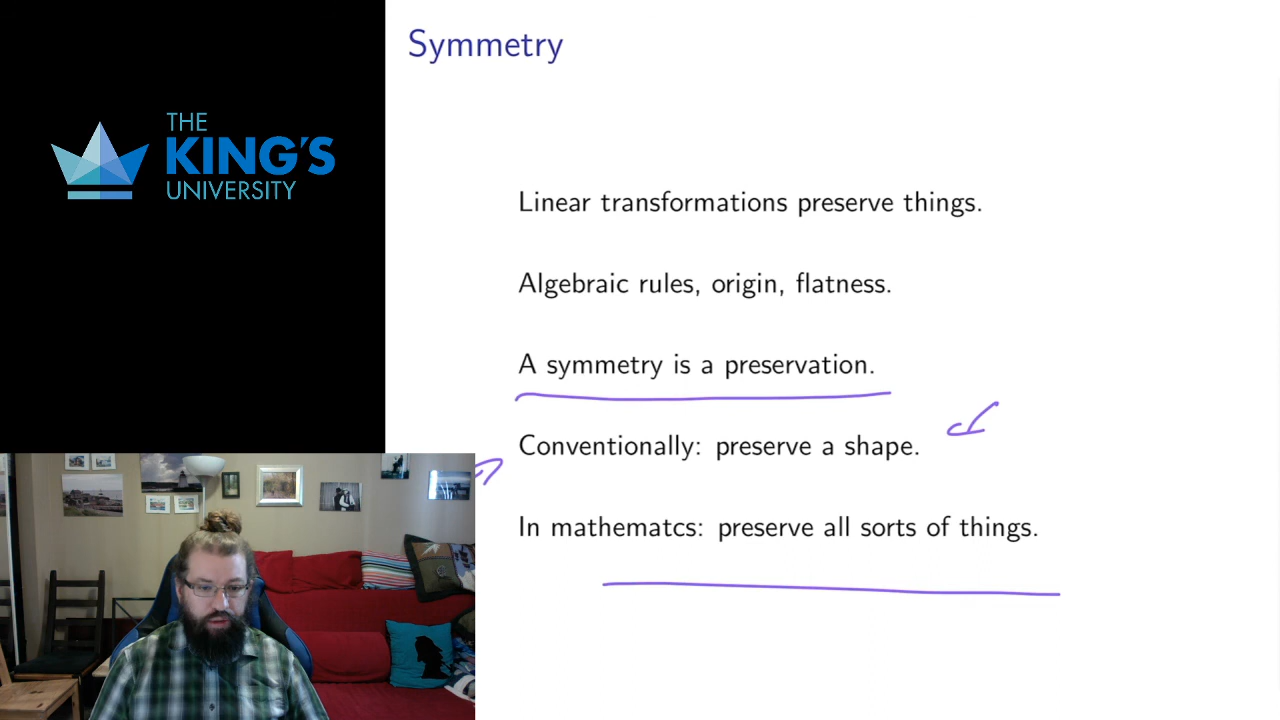 THE
KING'S
UNIVERSITY
Symmetry
Linear transformations preserve things.
Algebraic rules, origin, flatness.
A symmetry is a preservation.
Conventionally: preserve a shape.
In mathematcs: preserve all sorts of things.